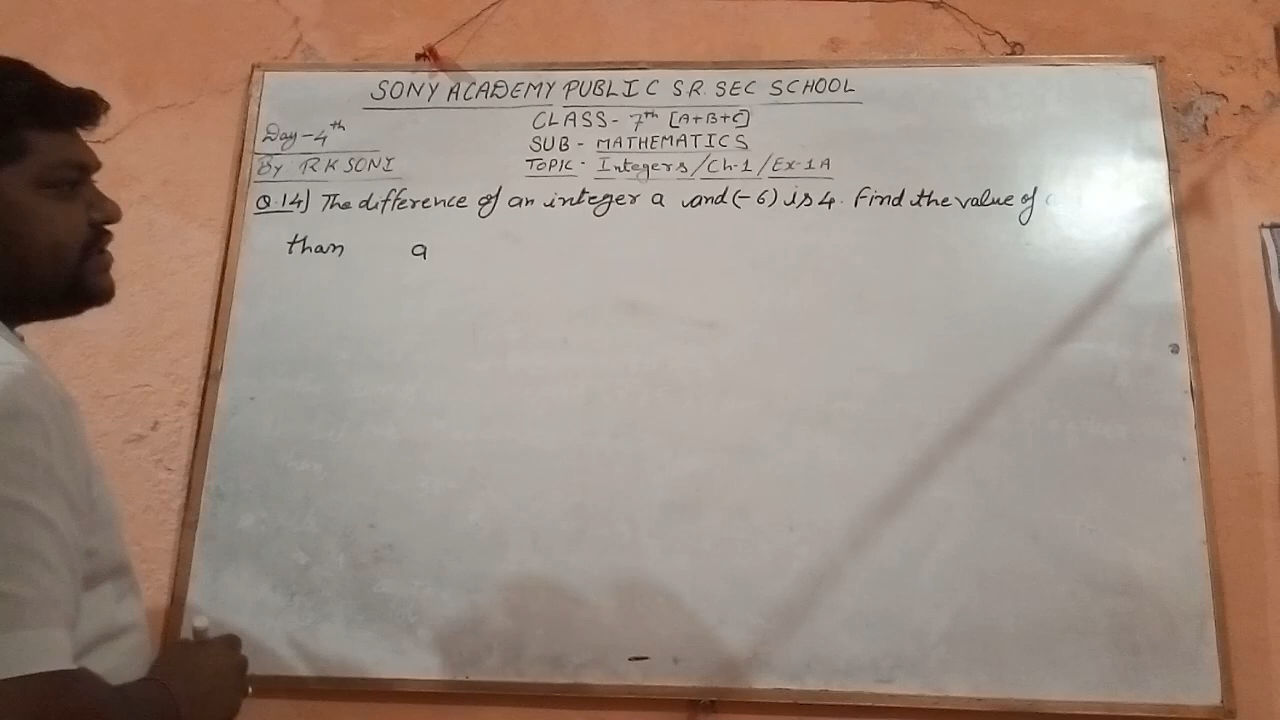 SONY ACADEMY PUBLIC SR. SEC SCHOOL
CLASS- 7th [A+B+C]
Day-4th
SUB - MATHEMATICS
By RK SONI
TOPIC - Integers/Ch-1/Ex-1A
Q.14) The difference of an integer a and (-6) is 4. Find the value of
than a